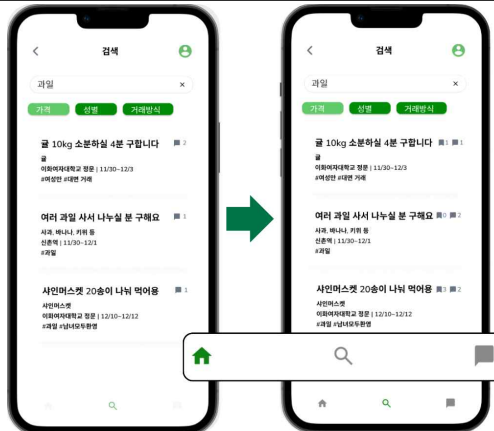 검색
과일 ×
가격 성별 거래방식
귤 10kg 소분하실 4분 구합니다 2
귤
이화여자대학교 정문 | 11/30~12/3
#여성만 #대면 거래
여러 과일 사서 나누실 분 구해요 1
사과, 바나나, 키위 등
신촌역 | 11/30~12/1
#과일
샤인머스켓 20송이 나눠 먹어용 1
샤인머스켓
이화여자대학교 정문 | 12/10~12/12
#과일 #남녀모두환영
검색
과일 ×
가격 성별 거래방식
귤 10kg 소분하실 4분 구합니다 1 1
귤
이화여자대학교 정문 | 11/30~12/3
#여성만 #대면 거래
여러 과일 사서 나누실 분 구해요 0 2
사과, 바나나, 키위 등
신촌역 | 11/30~12/1
#과일
샤인머스켓 20송이 나눠 먹어용 3 2
샤인머스켓
이화여자대학교 정문 | 12/10~12/12
#과일 #남녀모두환영